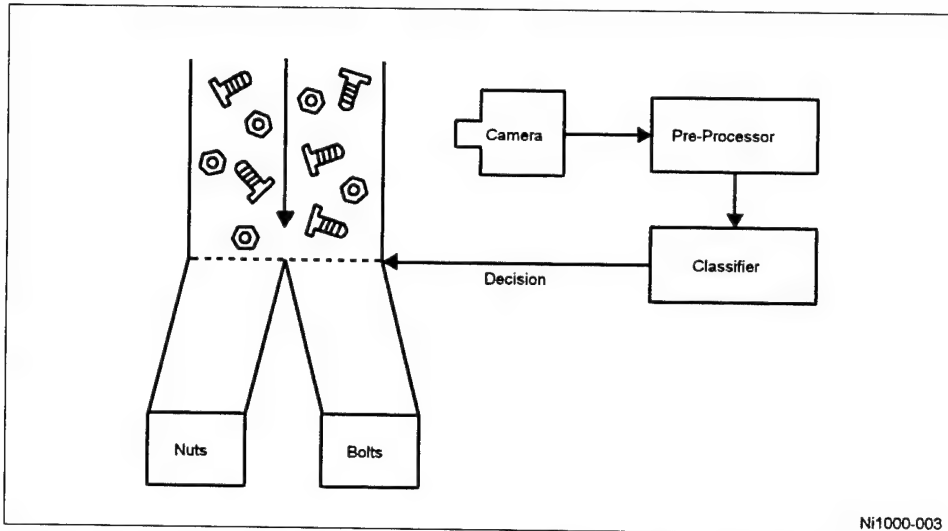 Camera
Pre-Processor
Classifier
Decision
Nuts
Bolts
Ni1000-003